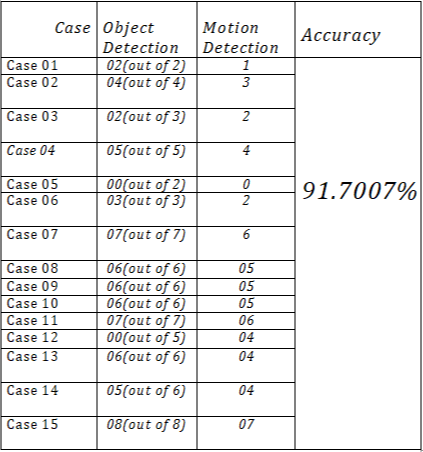 Case Object Detection Motion Detection Accuracy
Case 01 02(out of 2) 1
Case 02 04(out of 4) 3
Case 03 02(out of 3) 2
Case 04 05(out of 5) 4
Case 05 00(out of 2) 0
Case 06 03(out of 3) 2
Case 07 07(out of 7) 6
Case 08 06(out of 6) 05
Case 09 06(out of 6) 05
Case 10 06(out of 6) 05
Case 11 07(out of 7) 06
Case 12 00(out of 5) 04
Case 13 06(out of 6) 04
Case 14 05(out of 6) 04
Case 15 08(out of 8) 07
91.7007%